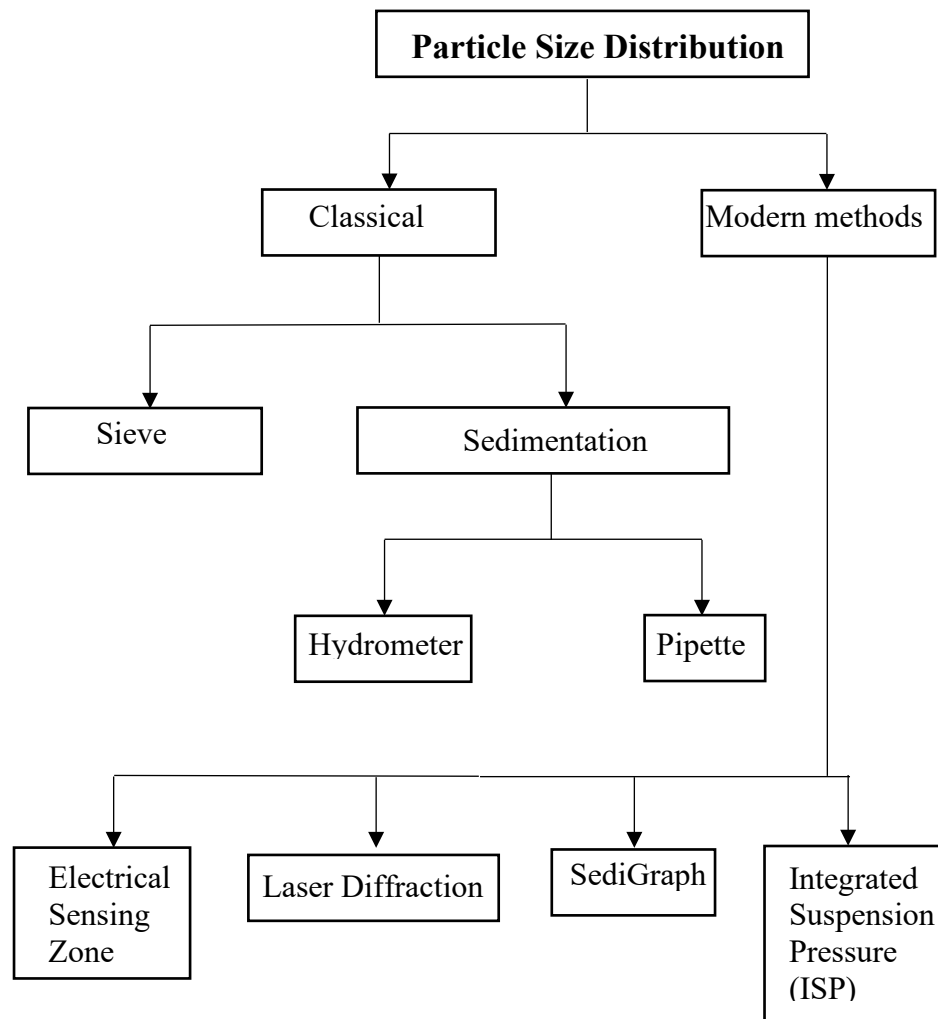 Particle Size Distribution
Classical
Modern methods
Sieve
Sedimentation
Hydrometer
Pipette
Electrical
Sensing
Zone
Laser Diffraction
SediGraph
Integrated
Suspension
Pressure
(ISP)